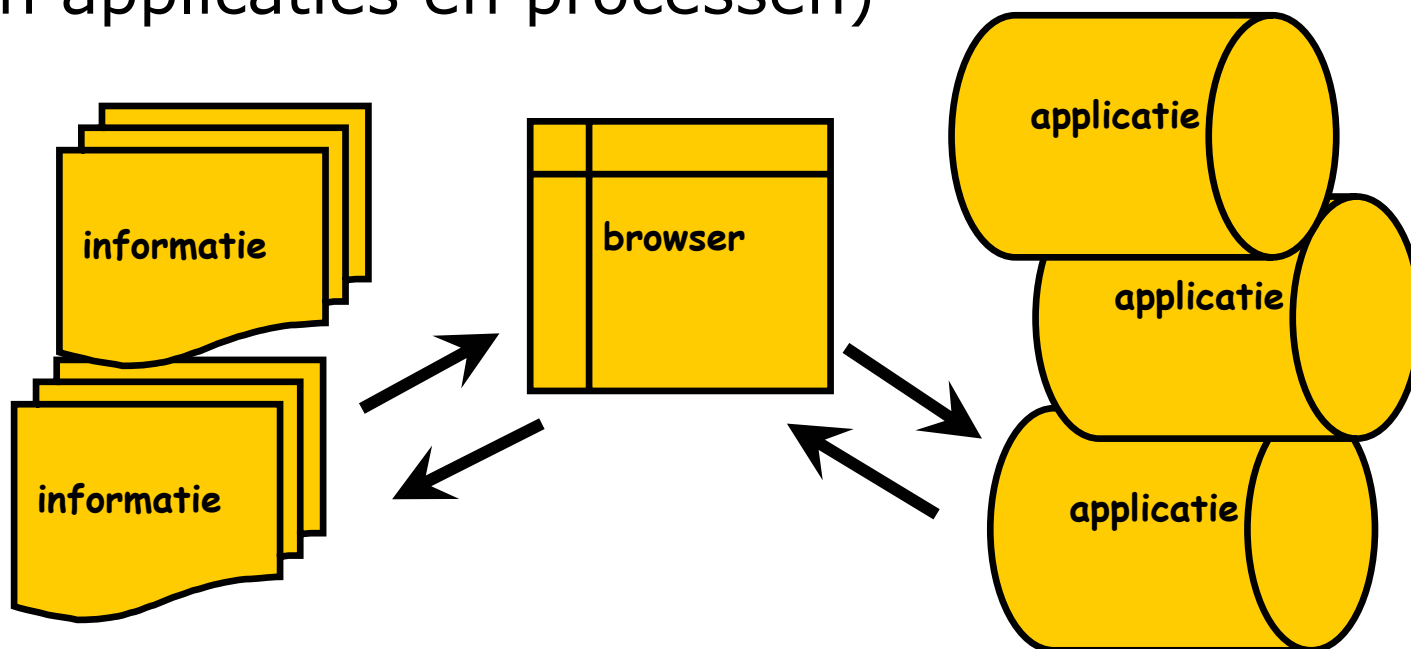 n applicaties en processen)
informatie
browser
applicatie
applicatie
informatie
applicatie